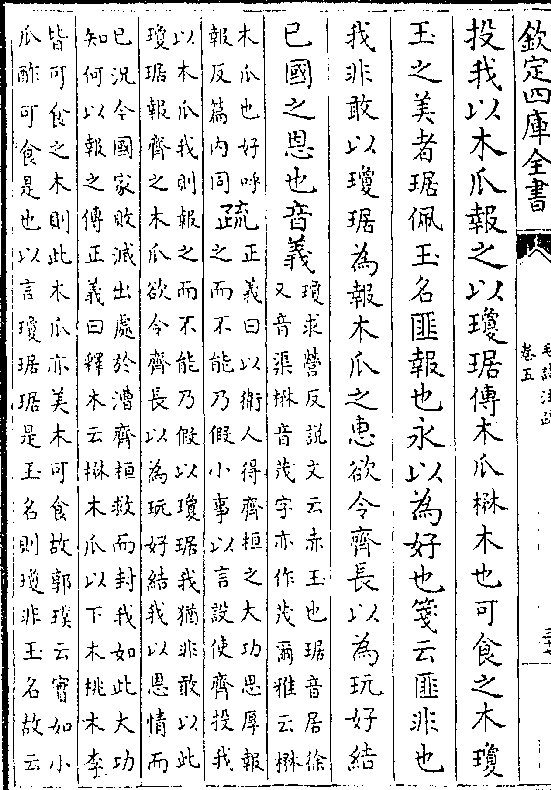 欽定四庫全書
毛詩注疏
卷五
投我以木瓜報之以瓊琚傳木瓜楙木也可食之木瓊
玉之美者琚佩玉名匪報也永以為好也箋云匪非也
我非敢以瓊琚為報木瓜之恵欲令齊長以為玩好結
已國之恩也音義
瓊求營反説文云赤玉也琚音居徐
又音渠楙音茂字亦作茂爾雅云楙
木瓜也好呼
報反篇内同
疏
正義曰以衛人得齊桓之大功思厚報
之而不能乃假小事以言設使齊投我
以木瓜我則報之而不能乃假以瓊琚我猶非敢以此
瓊琚報齊之木瓜欲令齊長以為玩好結我以恩情而
已況今國家敗滅出處於漕齊桓救而封我如此大功
知何以報之傳正義曰釋木云楙木瓜以下木桃木李
皆可食之木則此木瓜亦美木可食故郭璞云實如小
瓜酢可食是也以言瓊琚琚是玉名則瓊非玉名故云